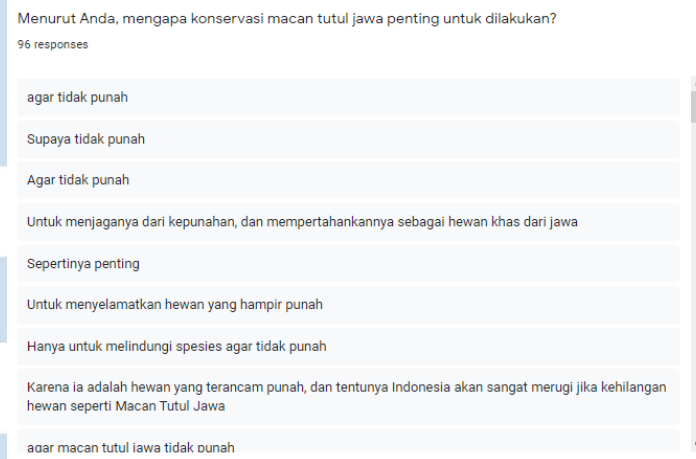 Menurut Anda, mengapa konservasi macan tutul jawa penting untuk dilakukan?
96 responses
agar tidak punah
Supaya tidak punah
Agar tidak punah
Untuk menjaganya dari kepunahan, dan mempertahankannya sebagai hewan khas dari jawa
Sepertinya penting
Untuk menyelamatkan hewan yang hampir punah
Hanya untuk melindungi spesies agar tidak punah
Karena ia adalah hewan yang terancam punah, dan tentunya Indonesia akan sangat merugi jika kehilangan
hewan seperti Macan Tutul Jawa
agar macan tutul jawa tidak punah